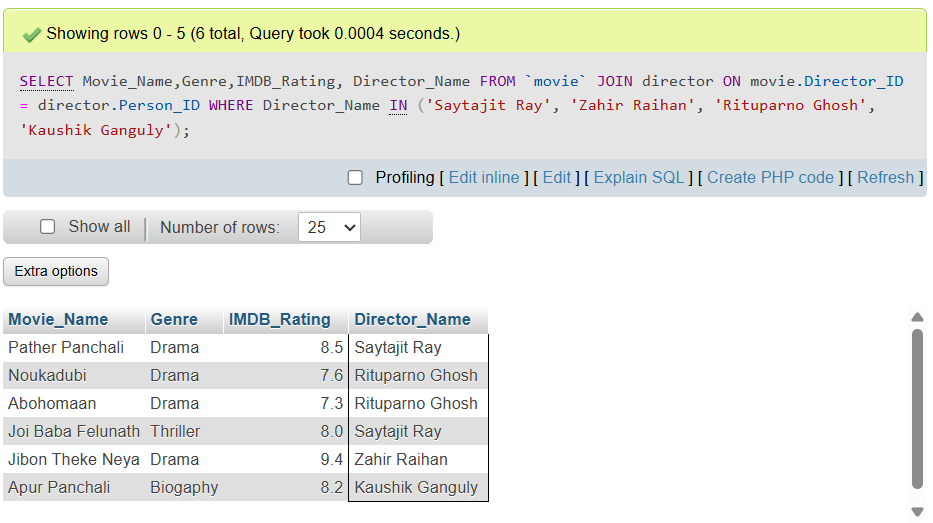 Showing rows 0 - 5 (6 total, Query took 0.0004 seconds.)
SELECT Movie_Name,Genre,IMDB_Rating, Director_Name FROM `movie` JOIN director ON movie.Director_ID
= director.Person_ID WHERE Director_Name IN ('Saytajit Ray', 'Zahir Raihan', 'Rituparno Ghosh',
'Kaushik Ganguly');
Profiling [ Edit inline ] [ Edit ] [ Explain SQL ] [ Create PHP code ] [ Refresh ]
Show all | Number of rows: 25
Extra options
Movie_Name Genre IMDB_Rating Director_Name
Pather Panchali Drama 8.5 Saytajit Ray
Noukadubi Drama 7.6 Rituparno Ghosh
Abohomaan Drama 7.3 Rituparno Ghosh
Joi Baba Felunath Thriller 8.0 Saytajit Ray
Jibon Theke Neya Drama 9.4 Zahir Raihan
Apur Panchali Biogaphy 8.2 Kaushik Ganguly